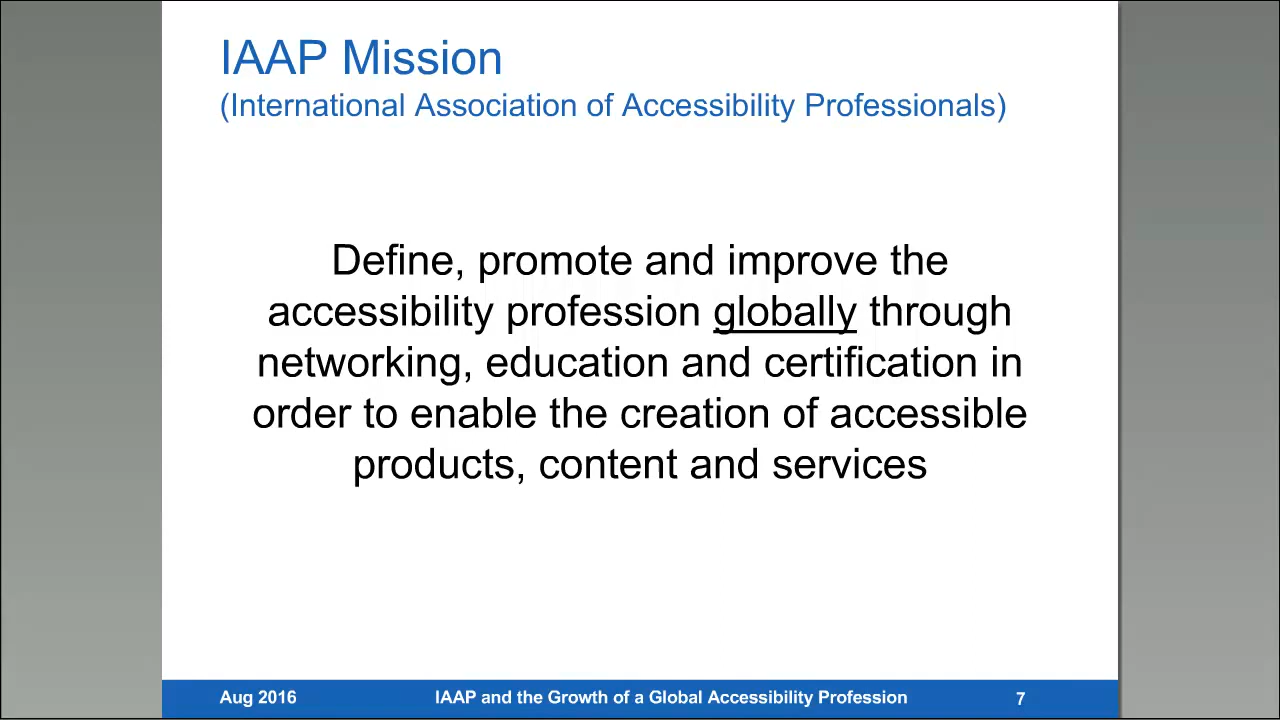 IAAP Mission
(International Association of Accessibility Professionals)
Define, promote and improve the
accessibility profession globally through
networking, education and certification in
order to enable the creation of accessible
products, content and services
Aug 2016 IAAP and the Growth of a Global Accessibility Profession 7